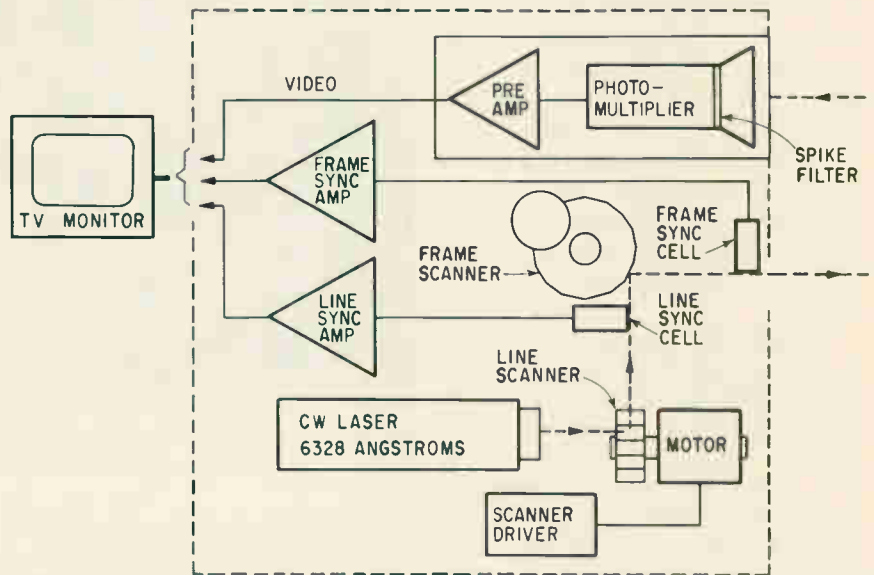 VIDEO
PRE
AMP
PHOTO-
MULTIPLIER
SPIKE
FILTER
TV MONITOR
FRAME
SYNC
AMP
FRAME
SYNC
CELL
FRAME
SCANNER
LINE
SYNC
AMP
LINE
SYNC
CELL
LINE
SCANNER
CW LASER
6328 ANGSTROMS
MOTOR
SCANNER
DRIVER